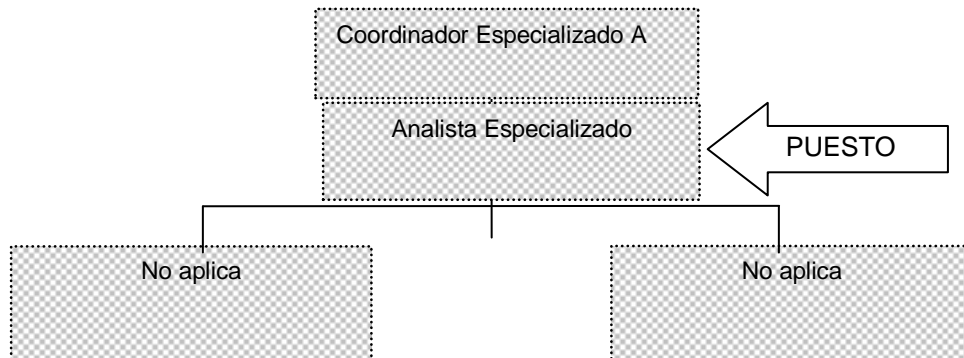 Coordinador Especializado A
Analista Especializado
PUESTO
No aplica
No aplica